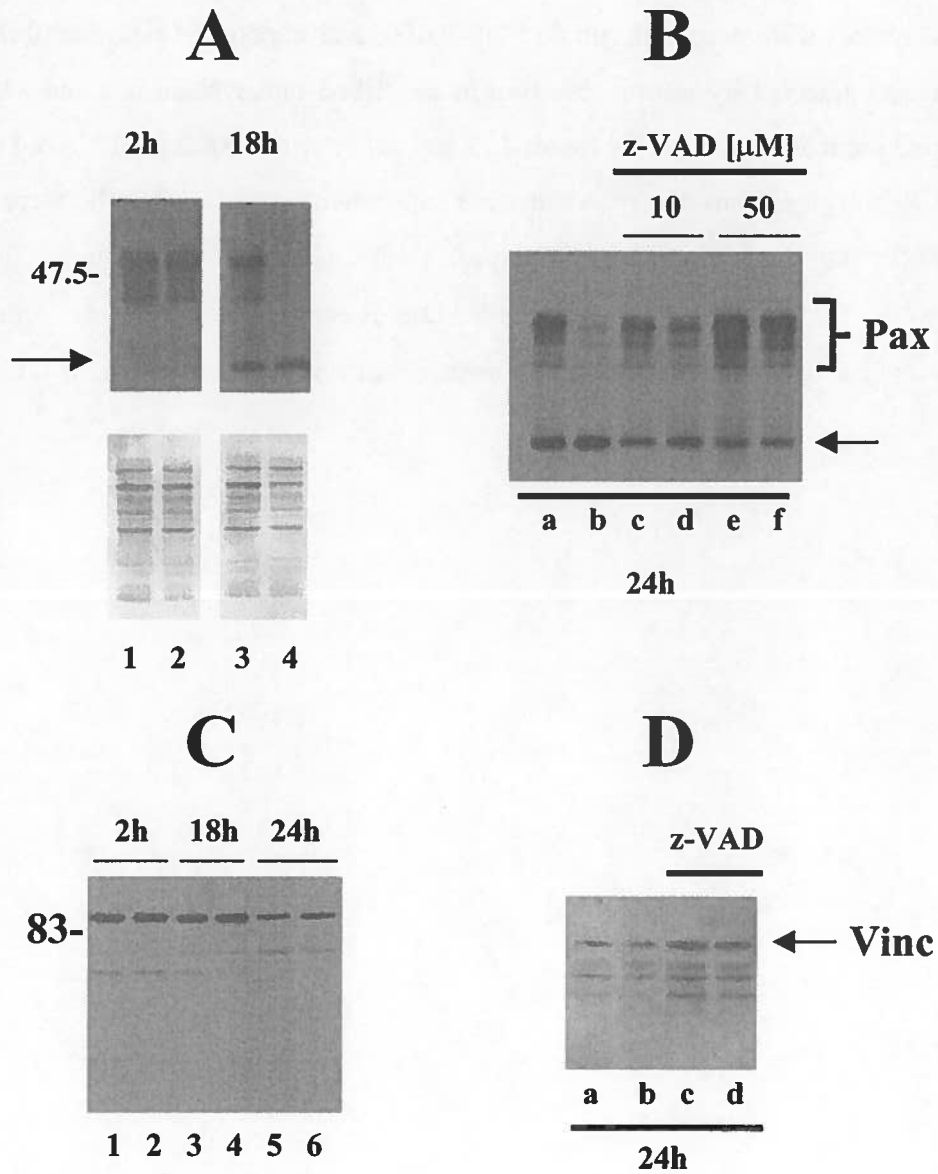 A
2h 18h
47.5-
1 2 3 4
B
z-VAD [μM]
10 50
Pax
a b c d e f
24h
C
2h 18h 24h
83-
1 2 3 4 5 6
D
z-VAD
Vinc
a b c d
24h